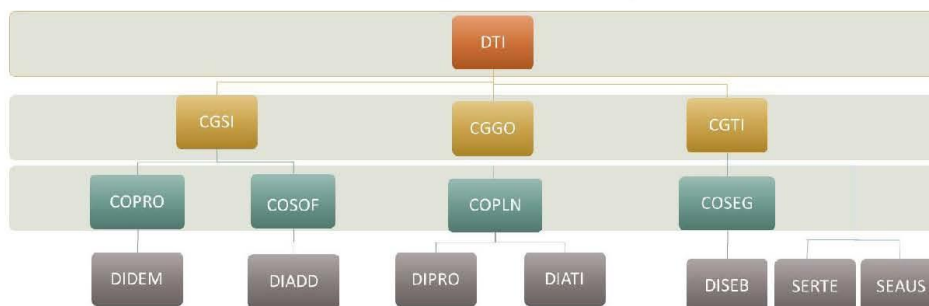 DTI
CGSI
CGGO
CGTI
COPRO
COSOF
COPLN
COSEG
DIDEM
DIADD
DIPRO
DIATI
DISEB
SERTE
SEAUS